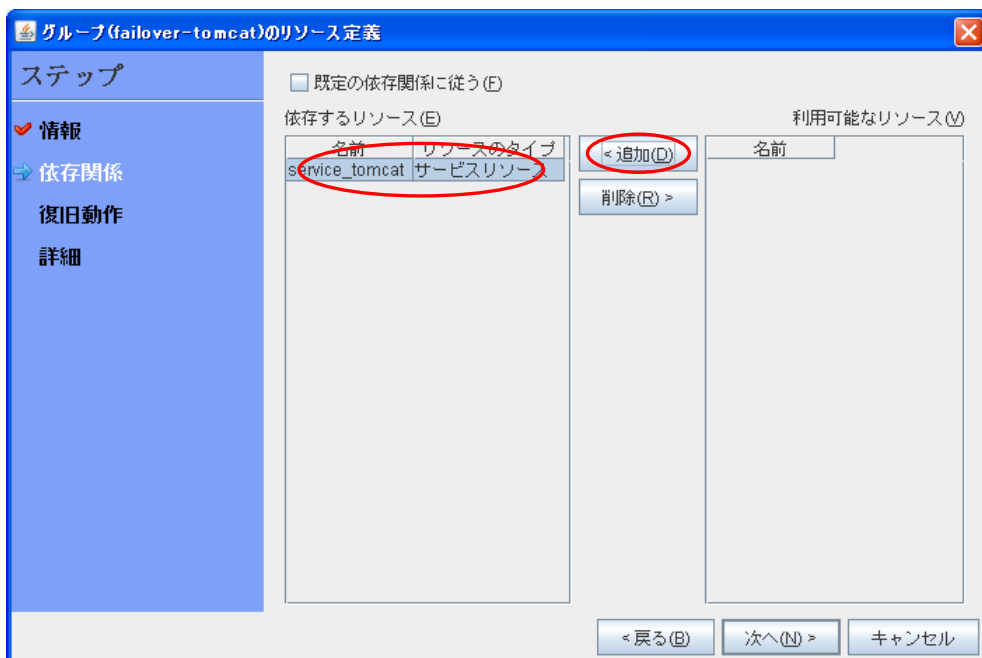 グループ(failover-tomcat)のリソース定義
ステップ
情報
依存関係
復旧動作
詳細
既定の依存関係に従う(F)
依存するリソース(E)
利用可能なリソース(V)
名前 リソースのタイプ
service_tomcat サービスリソース
< 追加(D)
削除(R) >
名前
< 戻る(B)
次へ(N) >
キャンセル